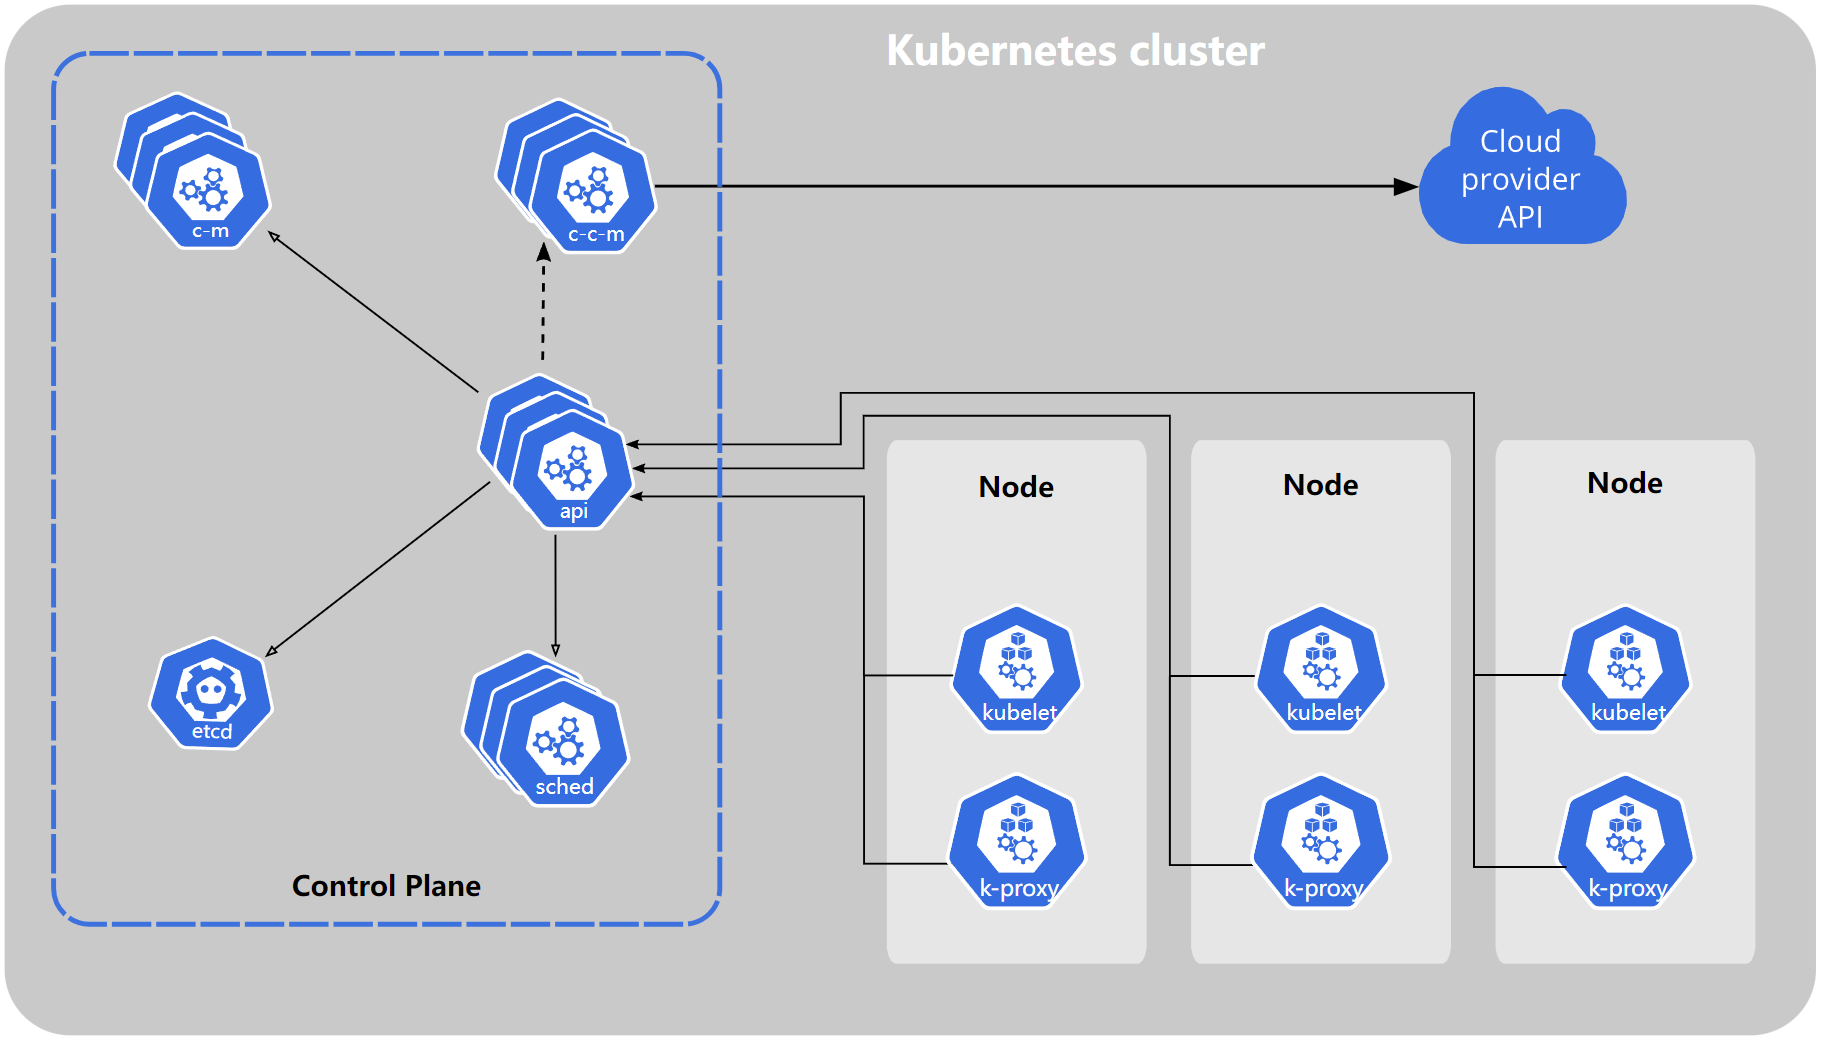 Kubernetes cluster
c-m
c-c-m
Cloud
provider
API
api
etcd
sched
Control Plane
Node
kubelet
k-proxy
Node
kubelet
k-proxy
Node
kubelet
k-proxy